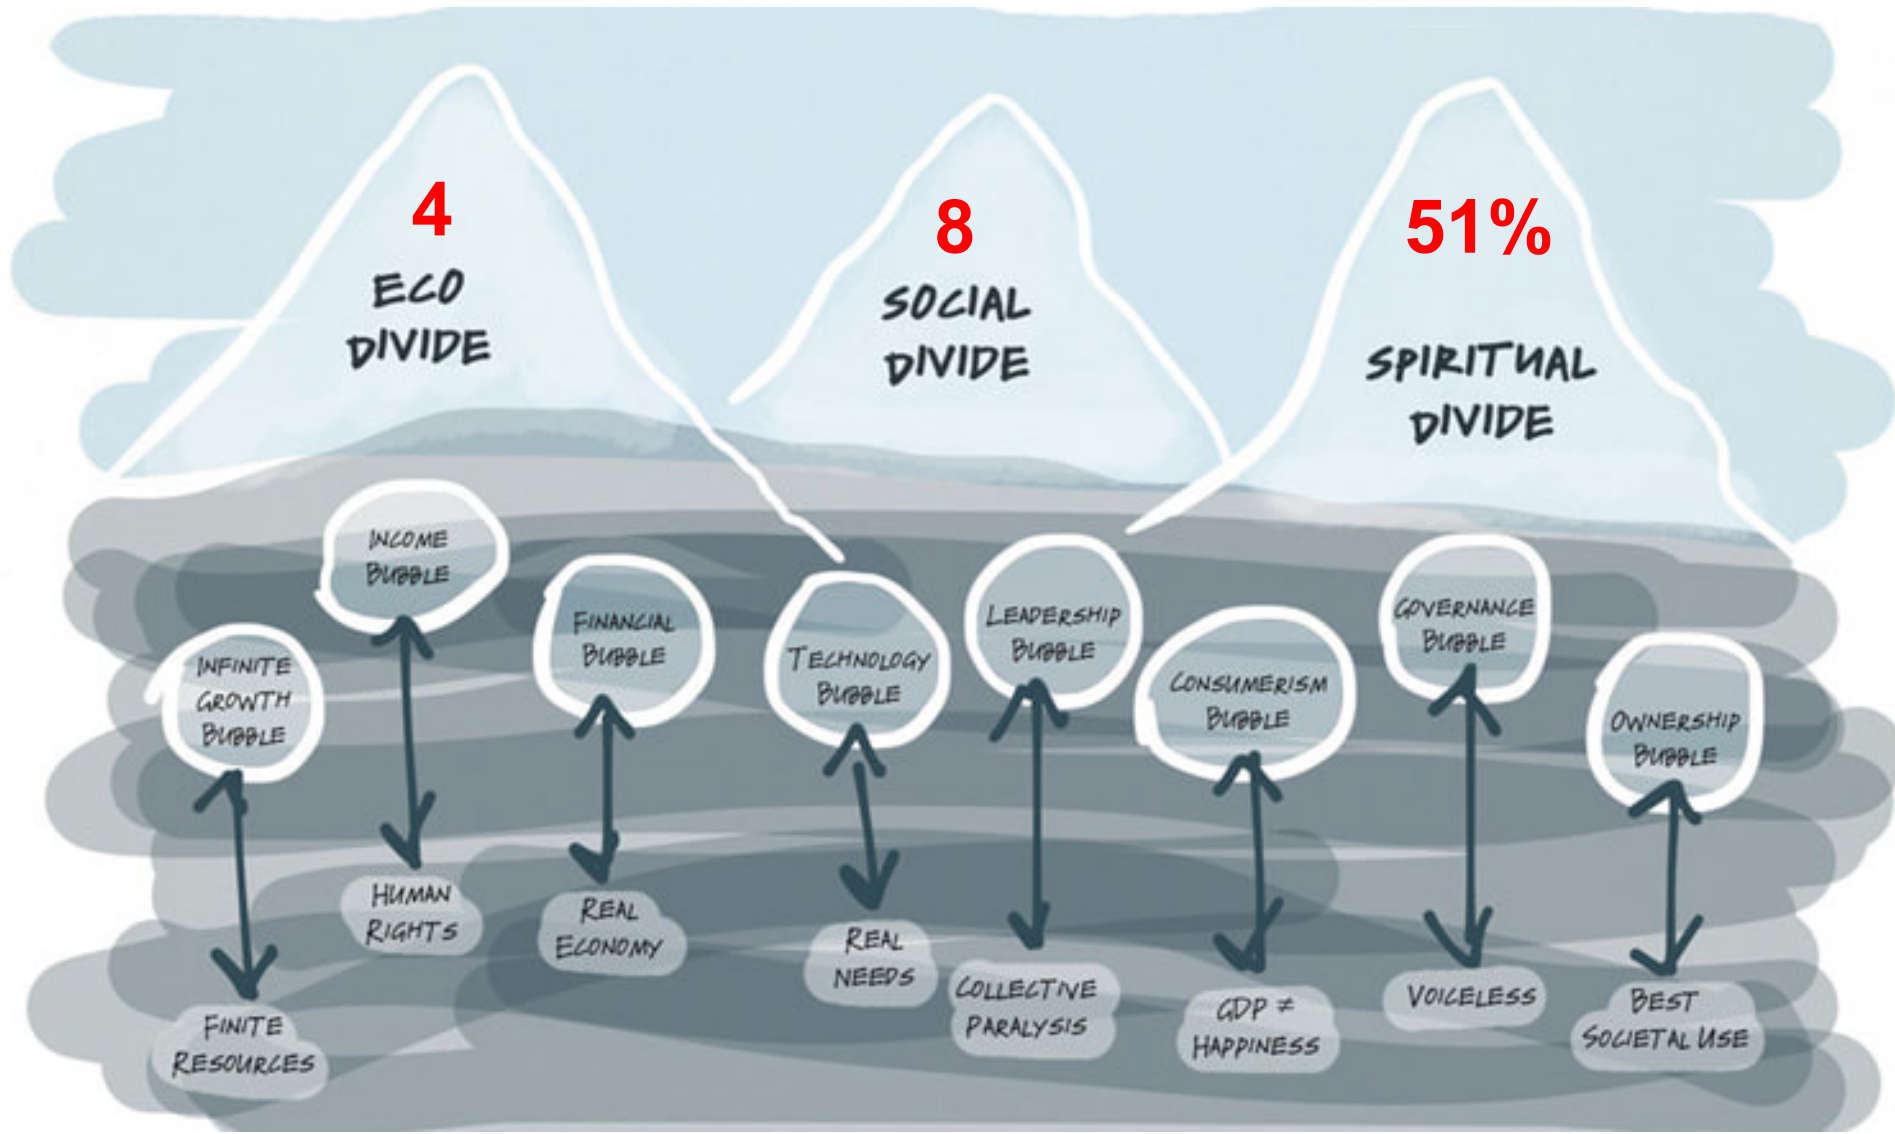 4
ECO
DIVIDE
8
SOCIAL
DIVIDE
51%
SPIRITUAL
DIVIDE
INFINITE
GROWTH
BUBBLE
INCOME
BUBBLE
FINANCIAL
BUBBLE
TECHNOLOGY
BUBBLE
LEADERSHIP
BUBBLE
CONSUMERISM
BUBBLE
GOVERNANCE
BUBBLE
OWNERSHIP
BUBBLE
FINITE
RESOURCES
HUMAN
RIGHTS
REAL
ECONOMY
REAL
NEEDS
COLLECTIVE
PARALYSIS
GDP ≠
HAPPINESS
VOICELESS
BEST
SOCIETAL USE